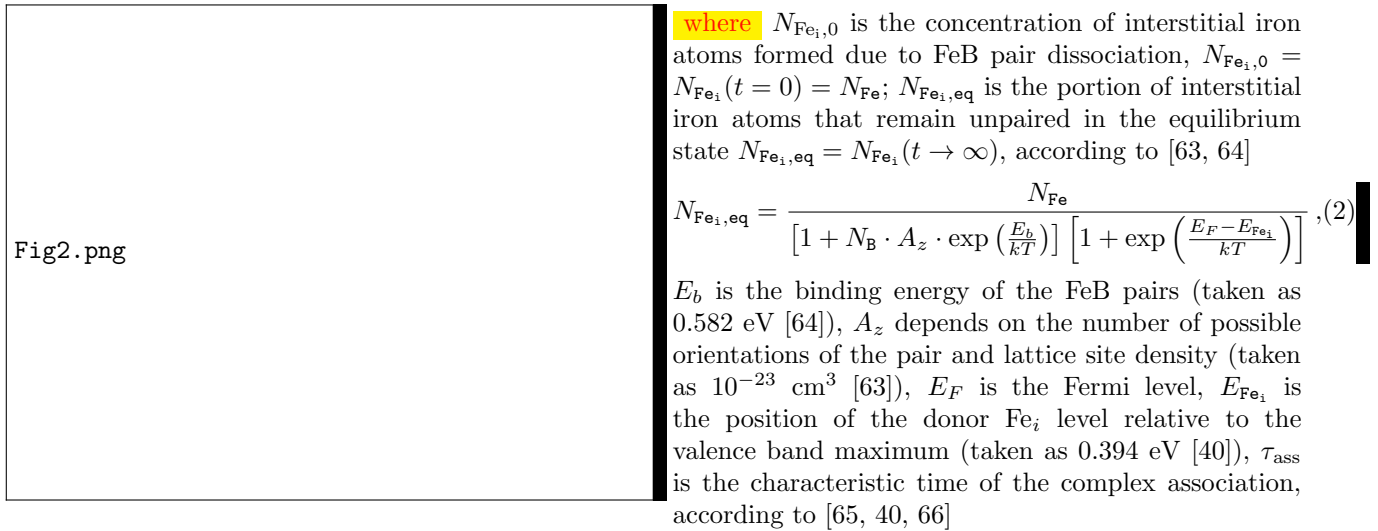 Fig2.png
where N_{Fe_i,0} is the concentration of interstitial iron
atoms formed due to FeB pair dissociation, N_{Fe_i,0} =
N_{Fe_i}(t = 0) = N_{Fe}; N_{Fe_i,eq} is the portion of interstitial
iron atoms that remain unpaired in the equilibrium
state N_{Fe_i,eq} = N_{Fe_i}(t → ∞), according to [63, 64]
N_{Fe_i,eq} = \frac{N_{Fe}}{[1 + N_B · A_z · exp(\frac{E_b}{kT})] [1 + exp(\frac{E_F − E_{Fe_i}}{kT})]} ,(2)
E_b is the binding energy of the FeB pairs (taken as
0.582 eV [64]), A_z depends on the number of possible
orientations of the pair and lattice site density (taken
as 10^{−23} cm^3 [63]), E_F is the Fermi level, E_{Fe_i} is
the position of the donor Fe_i level relative to the
valence band maximum (taken as 0.394 eV [40]), τ_{ass}
is the characteristic time of the complex association,
according to [65, 40, 66]